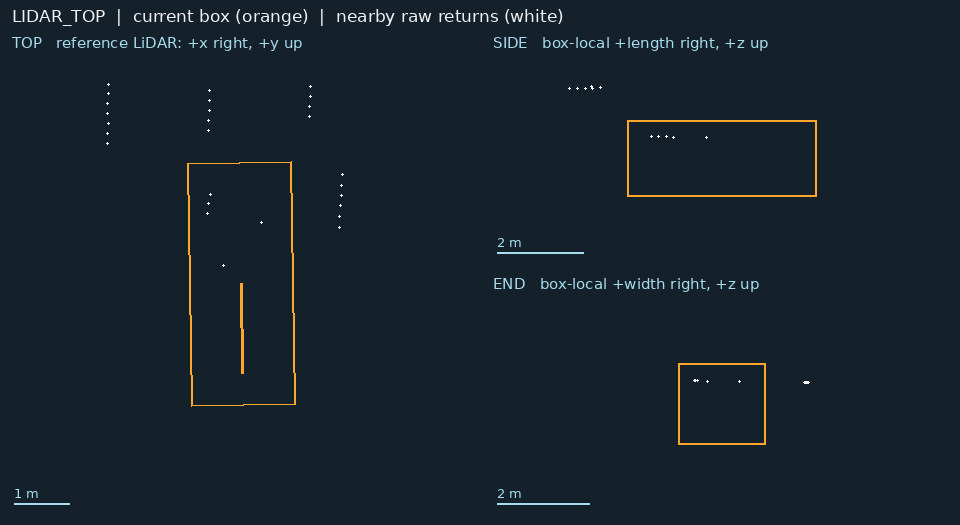 LIDAR_TOP | current box (orange) | nearby raw returns (white)
TOP reference LiDAR: +x right, +y up
SIDE box-local +length right, +z up
2 m
END box-local +width right, +z up
1 m
2 m